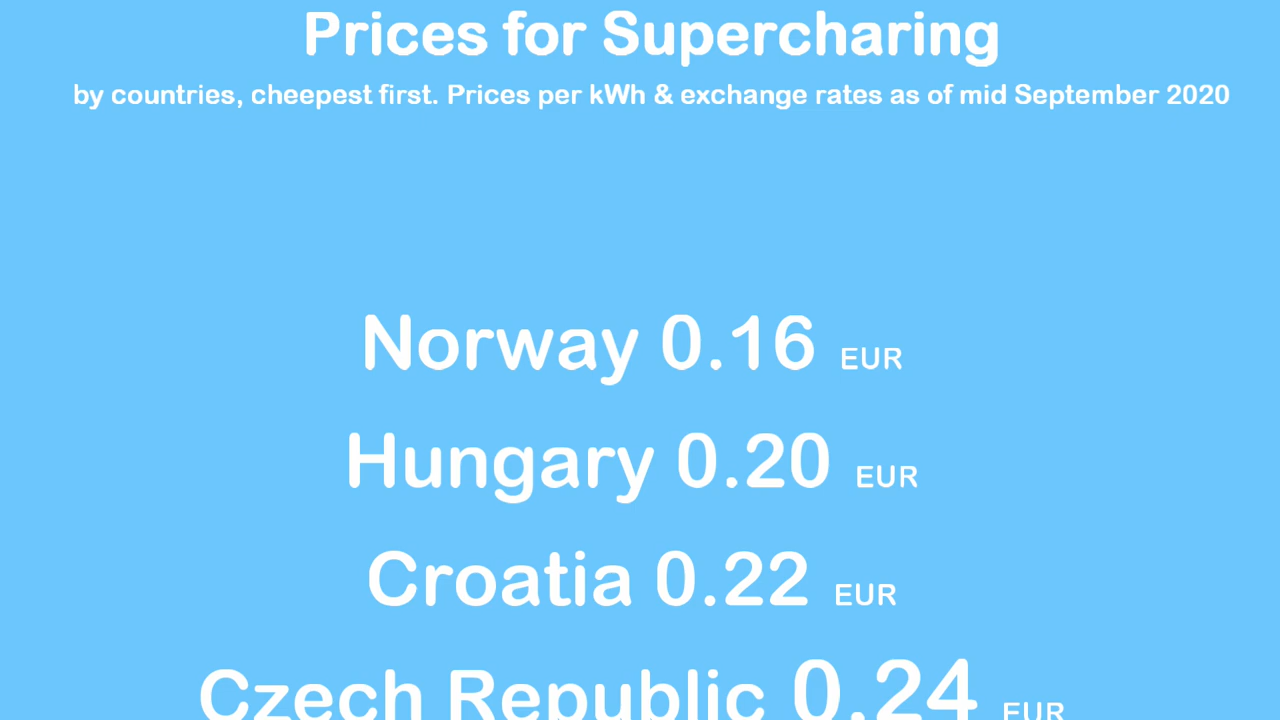 Prices for Supercharing
by countries, cheepest first. Prices per kWh & exchange rates as of mid September 2020
Norway 0.16 EUR
Hungary 0.20 EUR
Croatia 0.22 EUR
Czech Republic 0.24 EUR